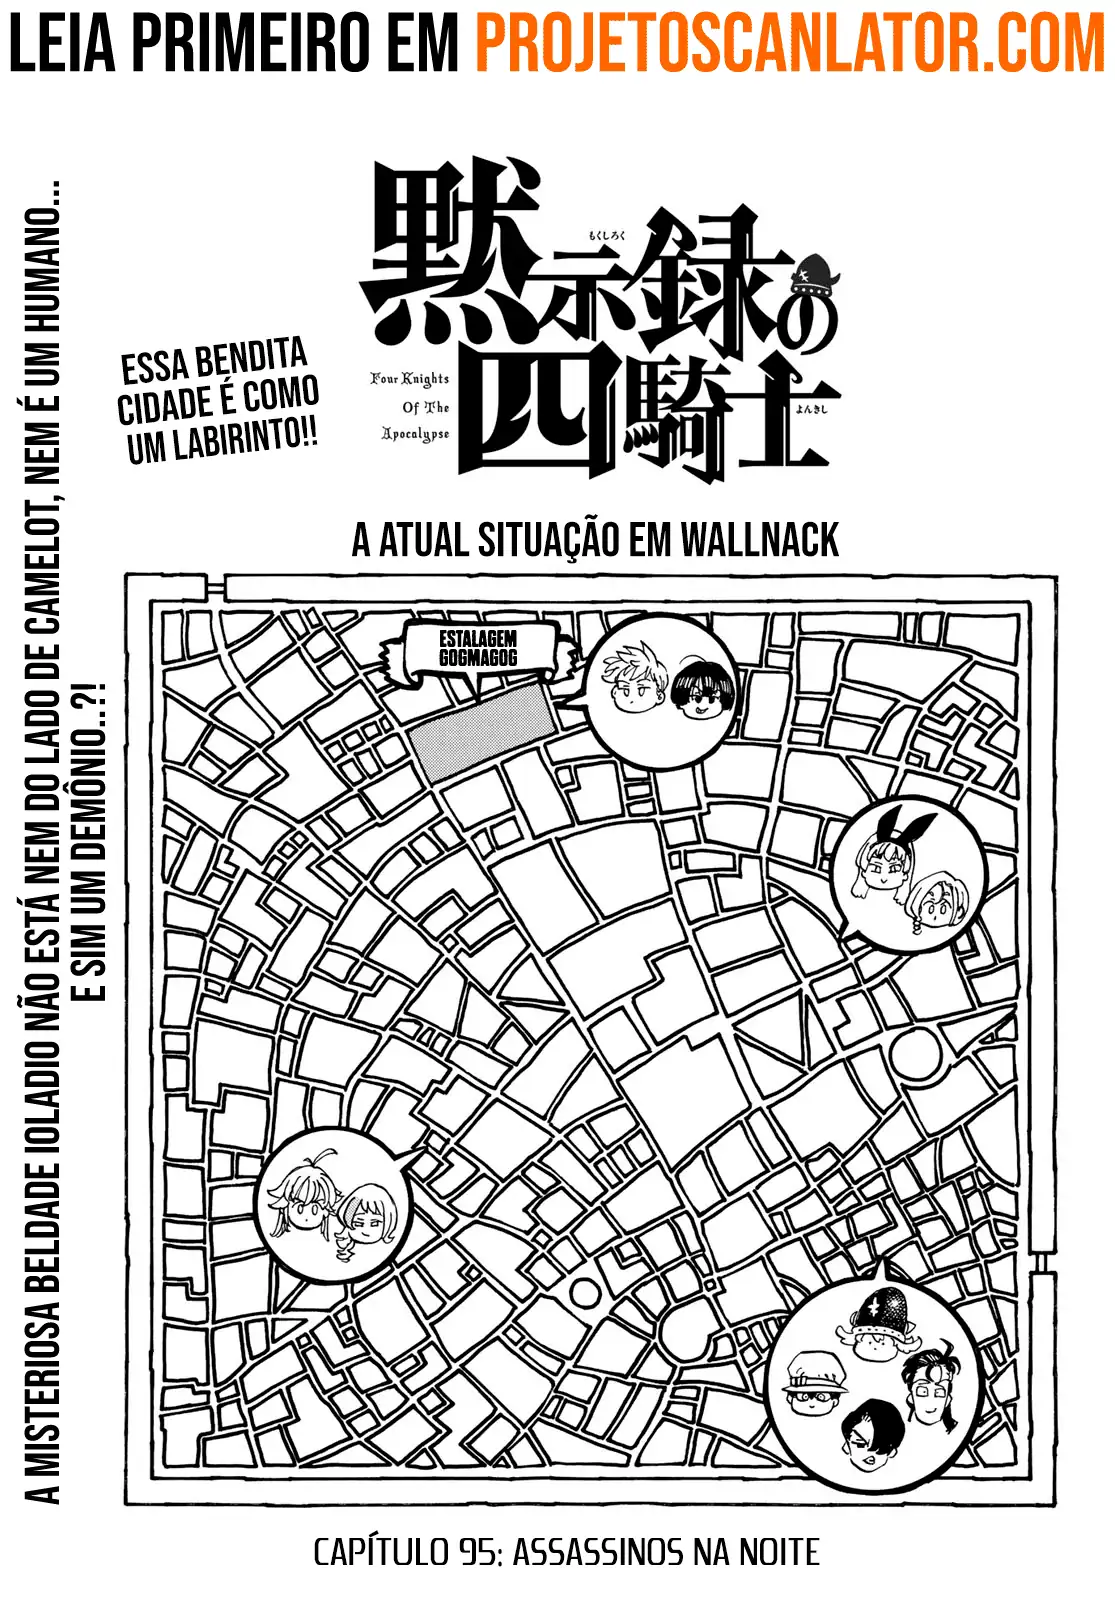 LEIA PRIMEIRO EM PROJETOSCANLATOR.COM
黙示録の
もくしろく
四騎士
よんきし
Four Knights
Of The
Apocalypse
ESSA BENDITA
CIDADE É COMO
UM LABIRINTO!!
A MISTERIOSA BELDADE IOLADIO NÃO ESTÁ NEM DO LADO DE CAMELOT, NEM É UM HUMANO...
E SIM UM DEMÔNIO..?!
A ATUAL SITUAÇÃO EM WALLNACK
ESTALAGEM
GOGMAGOG
CAPÍTULO 95: ASSASSINOS NA NOITE